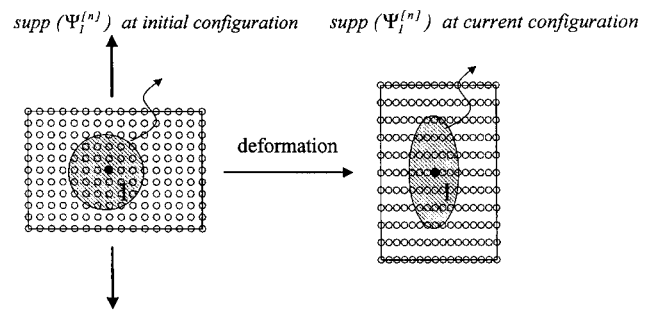 supp (Ψ_I^{[n]}) at initial configuration
supp (Ψ_I^{[n]}) at current configuration
deformation
I
I